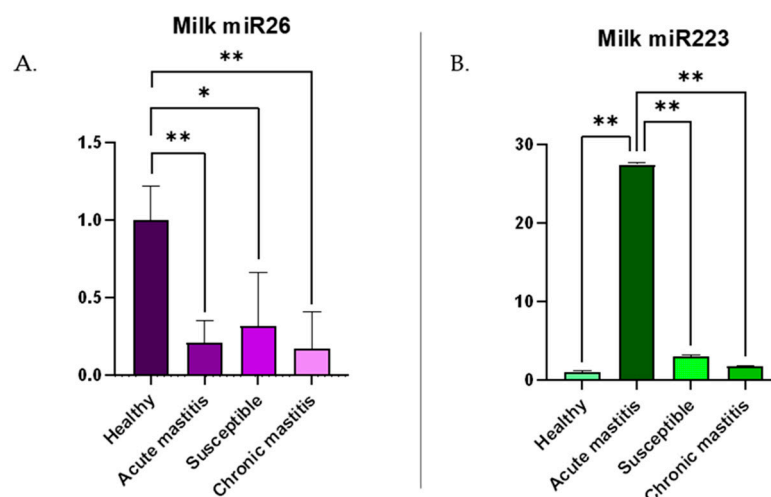 A.
Milk miR26
**
*
**
1.5
1.0
0.5
0.0
Healthy
Acute mastitis
Susceptible
Chronic mastitis
B.
Milk miR223
**
**
**
30
20
10
0
Healthy
Acute mastitis
Susceptible
Chronic mastitis